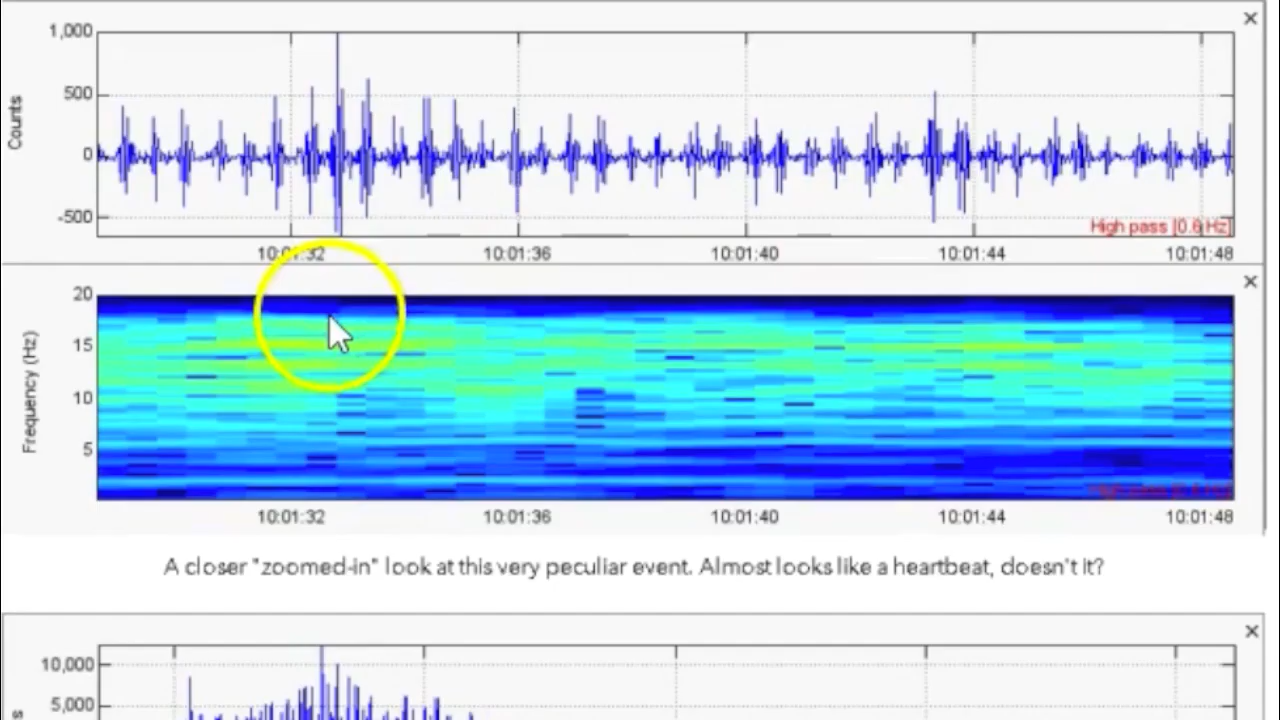 1,000
500
0
-500
Counts
High pass [0.6 Hz]
10:01:32 10:01:36 10:01:40 10:01:44 10:01:48
20
15
10
5
Frequency (Hz)
10:01:32 10:01:36 10:01:40 10:01:44 10:01:48
A closer "zoomed-in" look at this very peculiar event. Almost looks like a heartbeat, doesn't it?
10,000
5,000
s